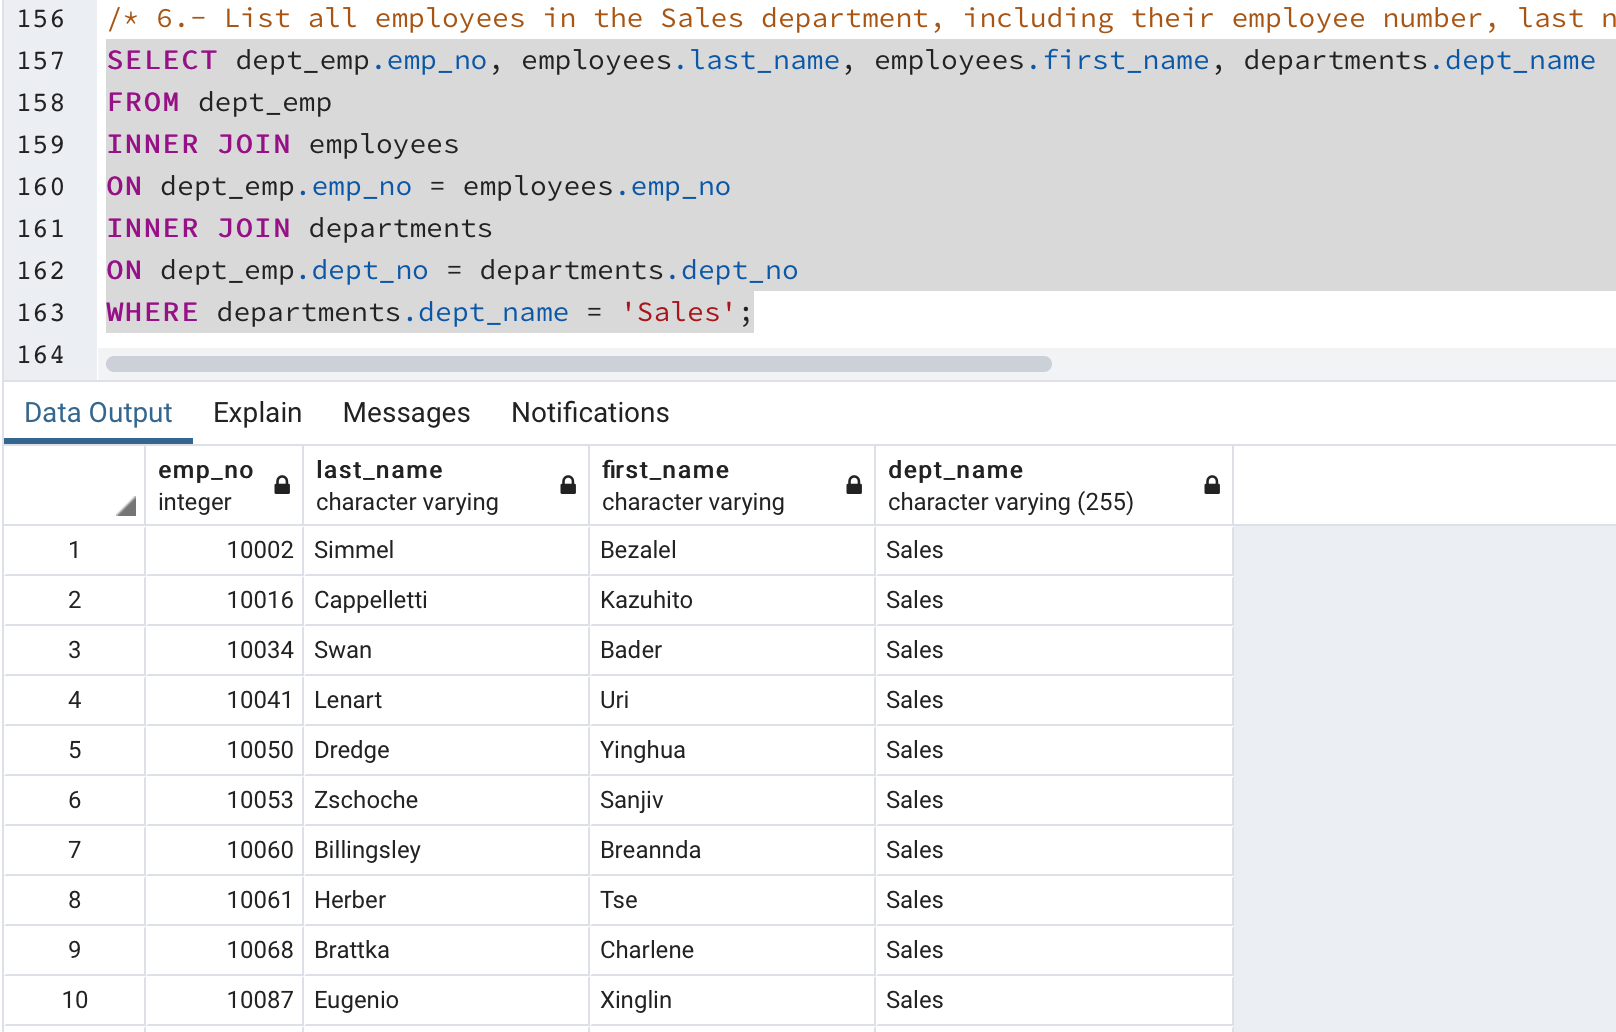 156 /* 6.- List all employees in the Sales department, including their employee number, last n
157 SELECT dept_emp.emp_no, employees.last_name, employees.first_name, departments.dept_name
158 FROM dept_emp
159 INNER JOIN employees
160 ON dept_emp.emp_no = employees.emp_no
161 INNER JOIN departments
162 ON dept_emp.dept_no = departments.dept_no
163 WHERE departments.dept_name = 'Sales';
164
Data Output Explain Messages Notifications
emp_no last_name first_name dept_name
integer character varying character varying character varying (255)
1 10002 Simmel Bezalel Sales
2 10016 Cappelletti Kazuhito Sales
3 10034 Swan Bader Sales
4 10041 Lenart Uri Sales
5 10050 Dredge Yinghua Sales
6 10053 Zschoche Sanjiv Sales
7 10060 Billingsley Breannda Sales
8 10061 Herber Tse Sales
9 10068 Brattka Charlene Sales
10 10087 Eugenio Xinglin Sales